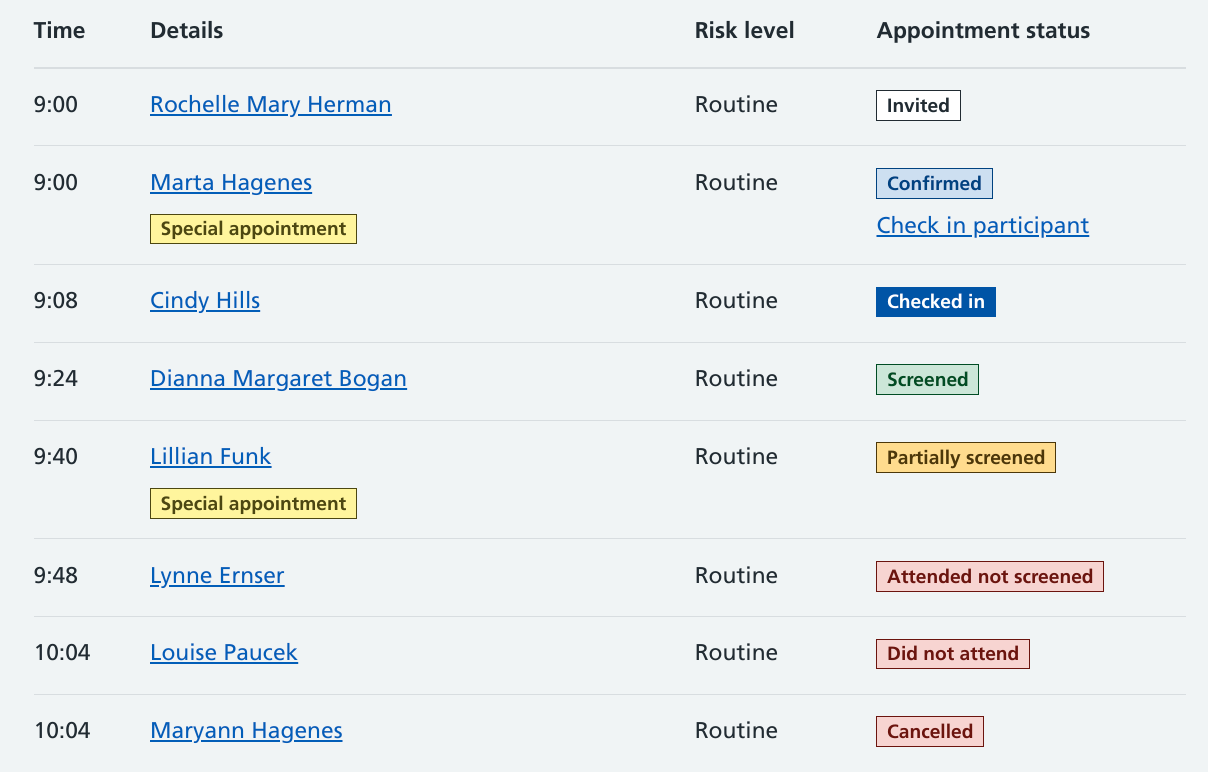 Time Details Risk level Appointment status
9:00 Rochelle Mary Herman Routine Invited
9:00 Marta Hagenes Routine Confirmed
Special appointment Check in participant
9:08 Cindy Hills Routine Checked in
9:24 Dianna Margaret Bogan Routine Screened
9:40 Lillian Funk Routine Partially screened
Special appointment
9:48 Lynne Ernser Routine Attended not screened
10:04 Louise Paucek Routine Did not attend
10:04 Maryann Hagenes Routine Cancelled